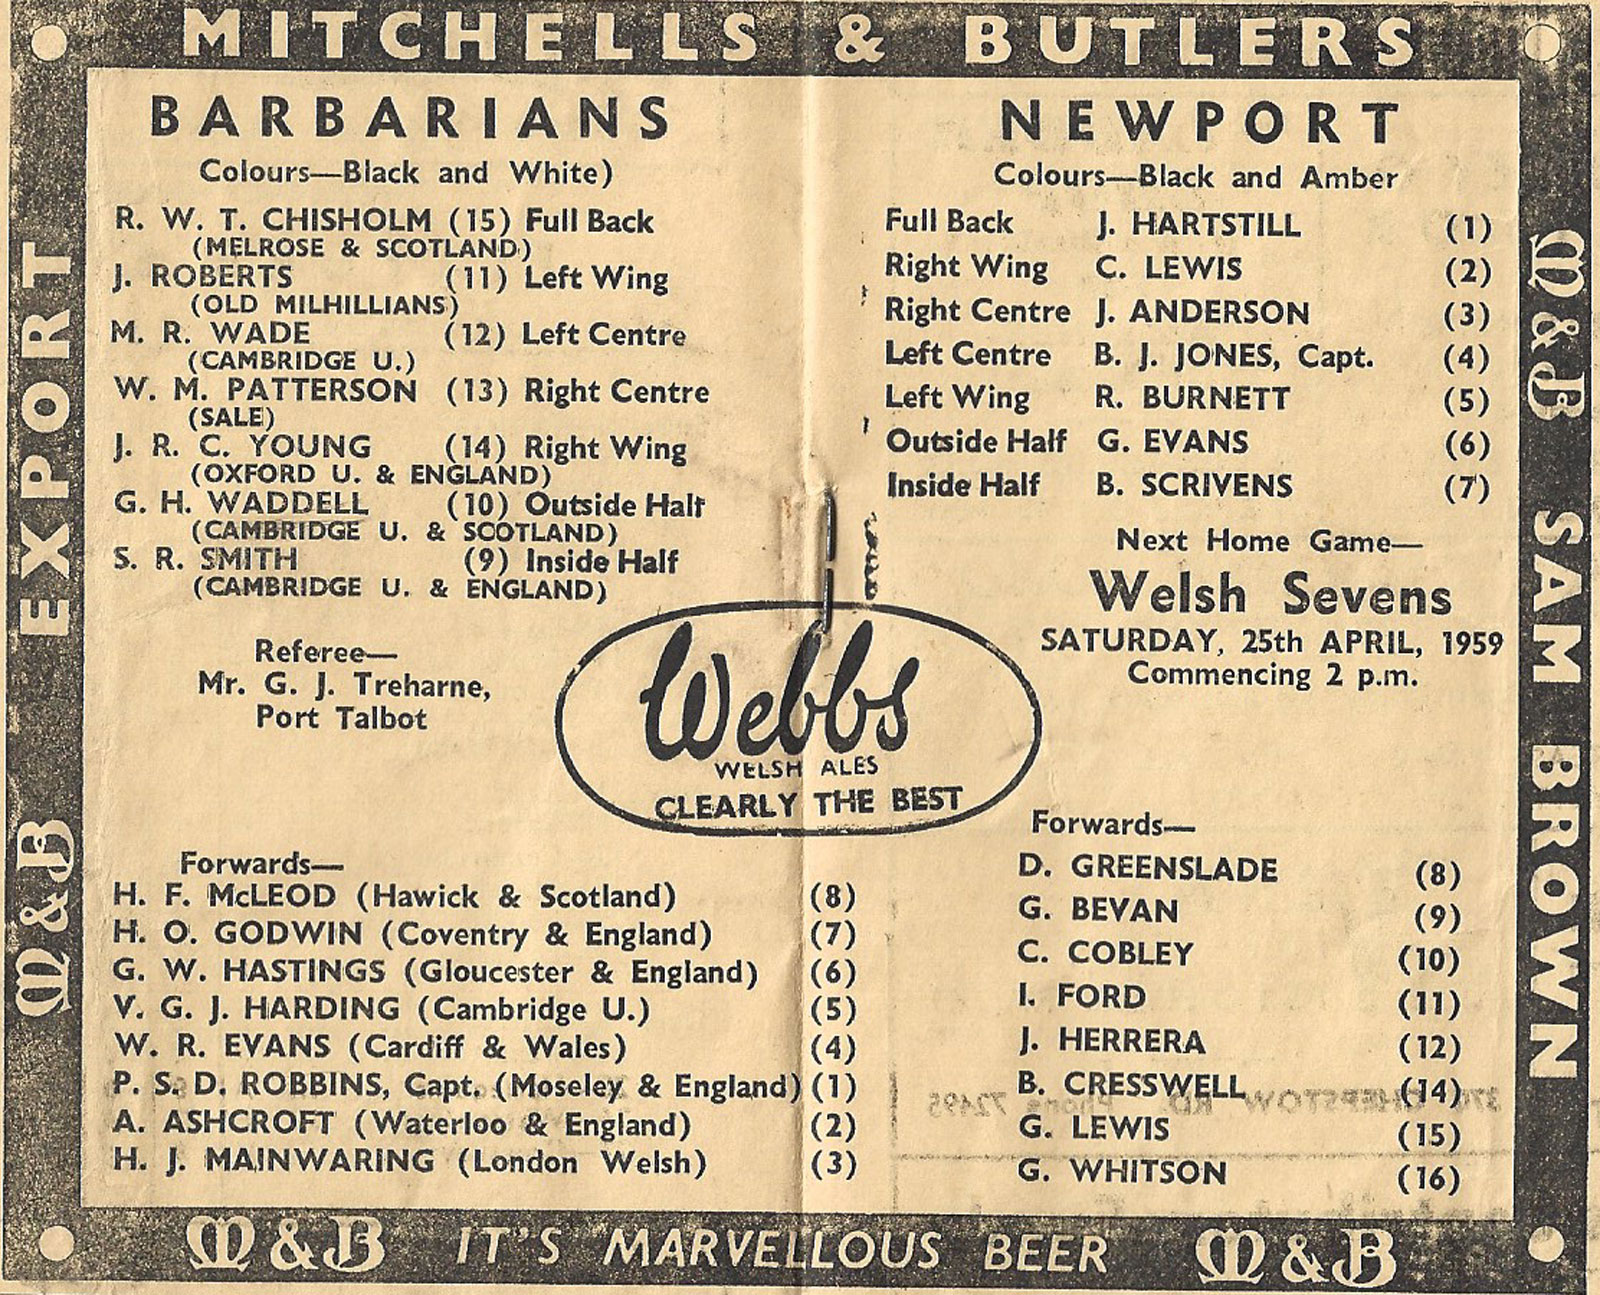 MITCHELLS & BUTLERS
BARBARIANS
Colours—Black and White)
R. W. T. CHISHOLM (15) Full Back
(MELROSE & SCOTLAND)
J. ROBERTS (11) Left Wing
(OLD MILHILLIANS)
M. R. WADE (12) Left Centre
(CAMBRIDGE U.)
W. M. PATTERSON (13) Right Centre
(SALE)
J. R. C. YOUNG (14) Right Wing
(OXFORD U. & ENGLAND)
G. H. WADDELL (10) Outside Half
(CAMBRIDGE U. & SCOTLAND)
S. R. SMITH (9) Inside Half
(CAMBRIDGE U. & ENGLAND)
Referee—
Mr. G. J. Treharne,
Port Talbot
Forwards—
H. F. McLEOD (Hawick & Scotland) (8)
H. O. GODWIN (Coventry & England) (7)
G. W. HASTINGS (Gloucester & England) (6)
V. G. J. HARDING (Cambridge U.) (5)
W. R. EVANS (Cardiff & Wales) (4)
P. S. D. ROBBINS, Capt. (Moseley & England) (1)
A. ASHCROFT (Waterloo & England) (2)
H. J. MAINWARING (London Welsh) (3)
Webbs
WELSH ALES
CLEARLY THE BEST
NEWPORT
Colours—Black and Amber
Full Back J. HARTSTILL (1)
Right Wing C. LEWIS (2)
Right Centre J. ANDERSON (3)
Left Centre B. J. JONES, Capt. (4)
Left Wing R. BURNETT (5)
Outside Half G. EVANS (6)
Inside Half B. SCRIVENS (7)
Next Home Game—
Welsh Sevens
SATURDAY, 25th APRIL, 1959
Commencing 2 p.m.
Forwards—
D. GREENSLADE (8)
G. BEVAN (9)
C. COBLEY (10)
I. FORD (11)
J. HERRERA (12)
B. CRESSWELL (14)
G. LEWIS (15)
G. WHITSON (16)
M & B EXPORT
M & B SAM BROWN
M & B IT'S MARVELLOUS BEER M & B